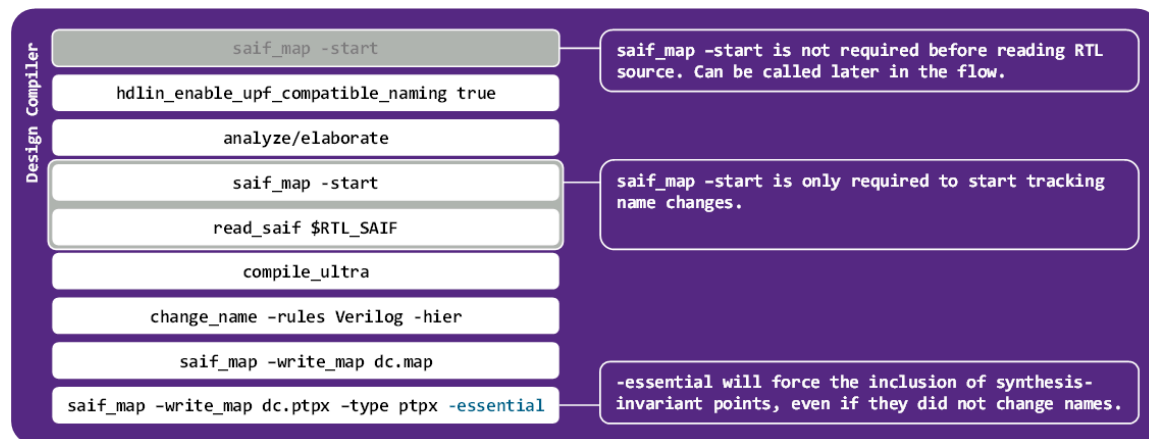 Design Compiler
saif_map -start
saif_map –start is not required before reading RTL
source. Can be called later in the flow.
hdlin_enable_upf_compatible_naming true
analyze/elaborate
saif_map -start
saif_map –start is only required to start tracking
name changes.
read_saif $RTL_SAIF
compile_ultra
change_name –rules Verilog -hier
saif_map –write_map dc.map
saif_map –write_map dc.ptpx –type ptpx -essential
-essential will force the inclusion of synthesis-
invariant points, even if they did not change names.